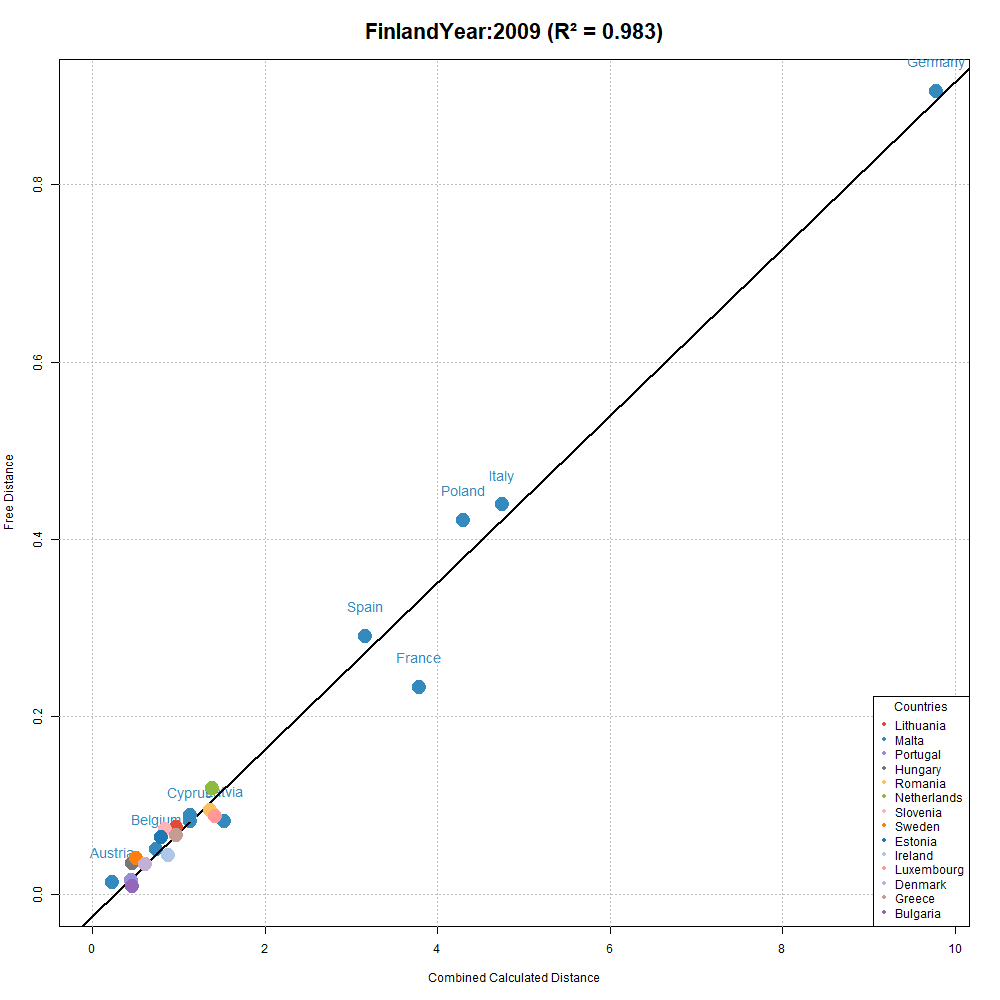 FinlandYear:2009 (R² = 0.983)
Germany
0.8
0.6
Italy
Poland
0.4
Free Distance
Spain
France
0.2
Cyprus
Belgium
Austria
0.0
Countries
Lithuania
Malta
Portugal
Hungary
Romania
Netherlands
Slovenia
Sweden
Estonia
Ireland
Luxembourg
Denmark
Greece
Bulgaria
0 2 4 6 8 10
Combined Calculated Distance